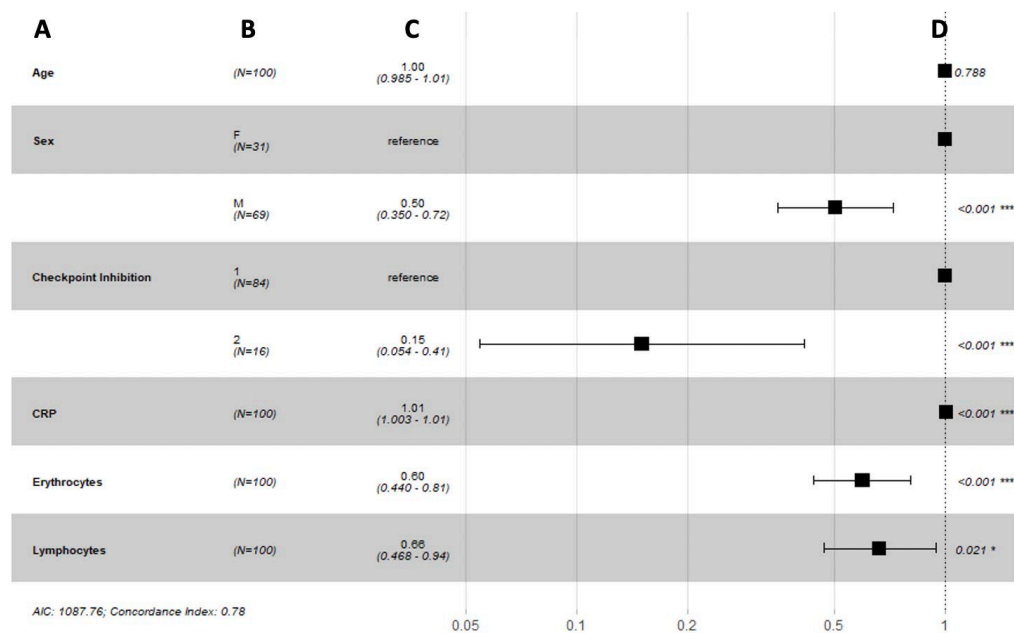 A B C D
Age (N=100) 1.00 0.788
(0.985 - 1.01)
Sex F reference
(N=31)
M 0.50 <0.001 ***
(N=69) (0.350 - 0.72)
Checkpoint Inhibition 1 reference
(N=84)
2 0.15 <0.001 ***
(N=16) (0.054 - 0.41)
CRP (N=100) 1.01 <0.001 ***
(1.003 - 1.01)
Erythrocytes (N=100) 0.60 <0.001 ***
(0.440 - 0.81)
Lymphocytes (N=100) 0.66 0.021 *
(0.468 - 0.94)
AIC: 1087.76; Concordance Index: 0.78
0.05 0.1 0.2 0.5 1